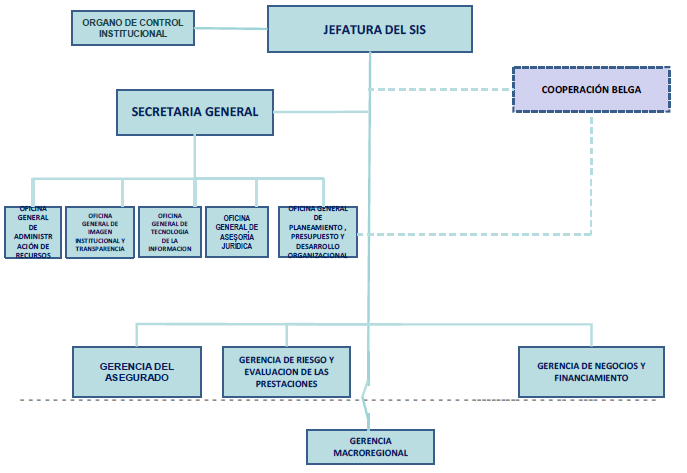 ORGANO DE CONTROL
INSTITUCIONAL
JEFATURA DEL SIS
COOPERACIÓN BELGA
SECRETARIA GENERAL
OFICINA
GENERAL
DE
ADMINISTR
ACIÓN DE
RECURSOS
OFICINA
GENERAL DE
IMAGEN
INSTITUCIONAL Y
TRANSPARENCIA
OFICINA
GENERAL DE
TECNOLOGIA
DE LA
INFORMACION
OFICINA
GENERAL DE
ASESORÍA
JURÍDICA
OFICINA GENERAL
DE
PLANEAMIENTO ,
PRESUPUESTO Y
DESARROLLO
ORGANIZACIONAL
GERENCIA DEL
ASEGURADO
GERENCIA DE RIESGO Y
EVALUACION DE LAS
PRESTACIONES
GERENCIA DE NEGOCIOS Y
FINANCIAMIENTO
GERENCIA
MACROREGIONAL